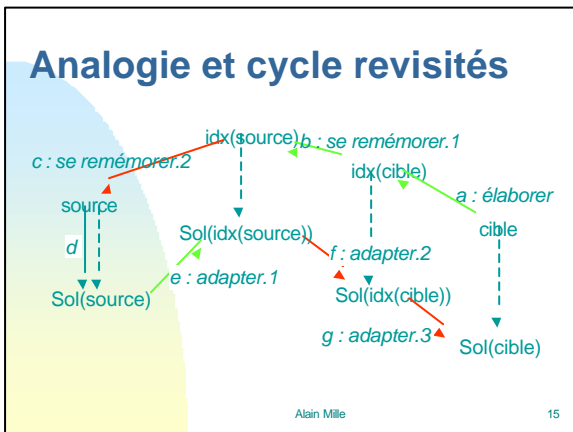 Analogie et cycle revisités
idx(source)
b : se remémorer.1
c : se remémorer.2
idx(cible)
a : élaborer
source
cible
Sol(idx(source))
d
f : adapter.2
e : adapter.1
Sol(source)
Sol(idx(cible))
g : adapter.3
Sol(cible)
Alain Mille
15